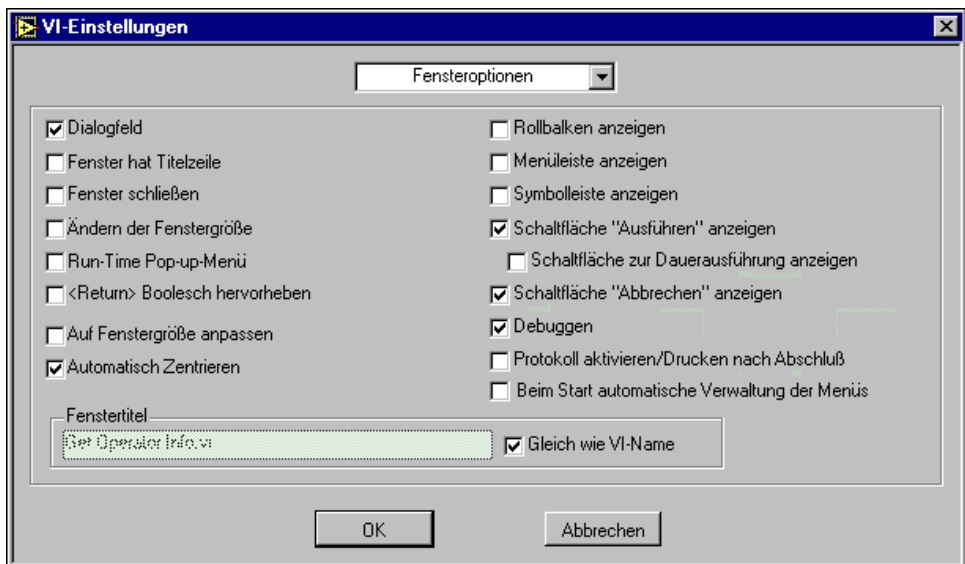 VI-Einstellungen
Fensteroptionen
Dialogfeld
Fenster hat Titelzeile
Fenster schließen
Ändern der Fenstergröße
Run-Time Pop-up-Menü
<Return> Boolesch hervorheben
Auf Fenstergröße anpassen
Automatisch Zentrieren
Rollbalken anzeigen
Menüleiste anzeigen
Symbolleiste anzeigen
Schaltfläche "Ausführen" anzeigen
Schaltfläche zur Dauerausführung anzeigen
Schaltfläche "Abbrechen" anzeigen
Debuggen
Protokoll aktivieren/Drucken nach Abschluß
Beim Start automatische Verwaltung der Menüs
Fenstertitel
Get Operator Info.vi
Gleich wie VI-Name
OK
Abbrechen